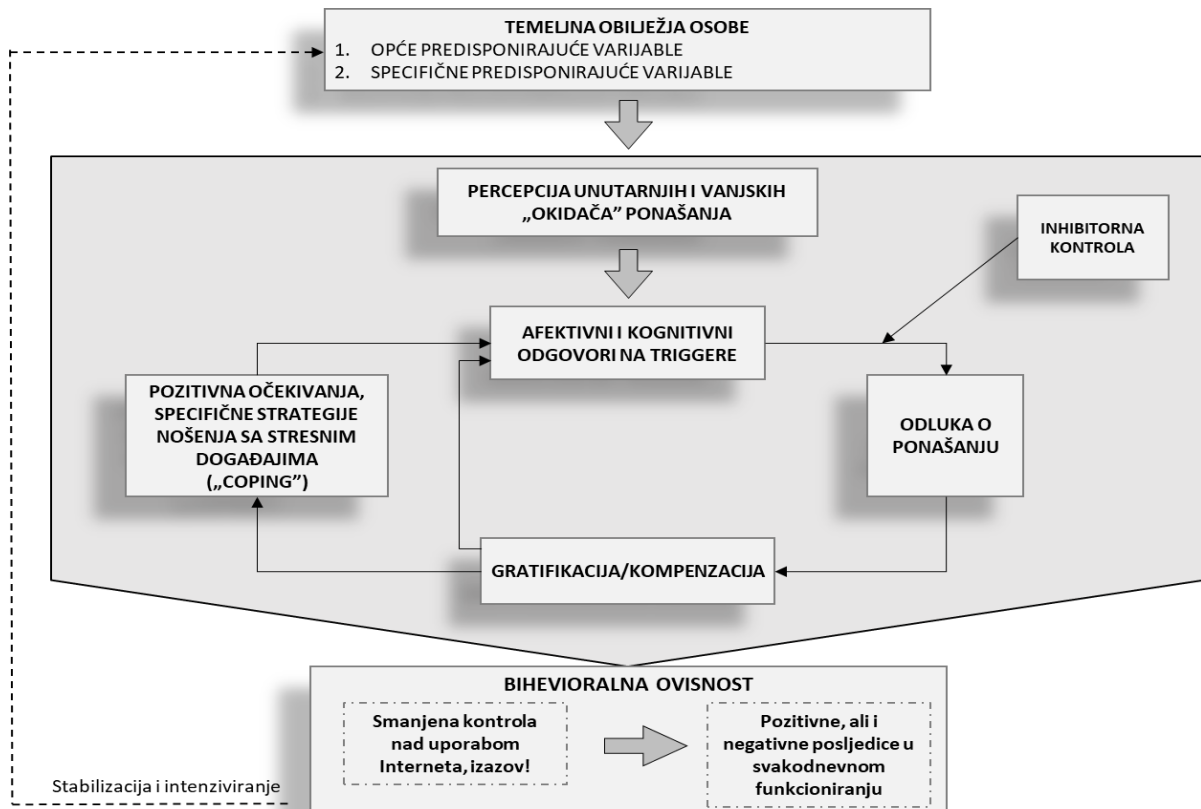 TEMELJNA OBILJEŽJA OSOBE
1. OPĆE PREDISPONIRAJUĆE VARIJABLE
2. SPECIFIČNE PREDISPONIRAJUĆE VARIJABLE
PERCEPCIJA UNUTARNJIH I VANJSKIH
„OKIDAČA” PONAŠANJA
INHIBITORNA
KONTROLA
AFEKTIVNI I KOGNITIVNI
ODGOVORI NA TRIGGERE
POZITIVNA OČEKIVANJA,
SPECIFIČNE STRATEGIJE
NOŠENJA SA STRESNIM
DOGAĐAJIMA
(„COPING”)
ODLUKA O
PONAŠANJU
GRATIFIKACIJA/KOMPENZACIJA
BIHEVIORALNA OVISNOST
Smanjena kontrola
nad uporabom
Interneta, izazov!
Pozitivne, ali i
negativne posljedice u
svakodnevnom
funkcioniranju
Stabilizacija i intenziviranje